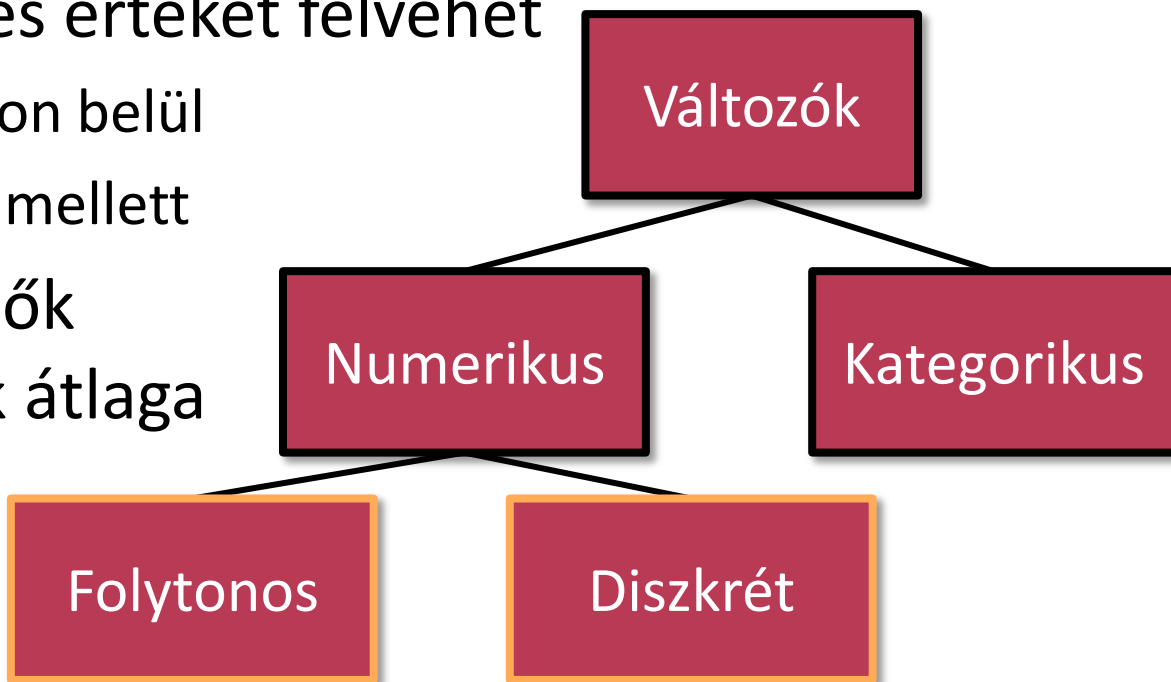 es értéket felvehet
on belül
mellett
ők
átlaga
Változók
Numerikus
Kategorikus
Folytonos
Diszkrét